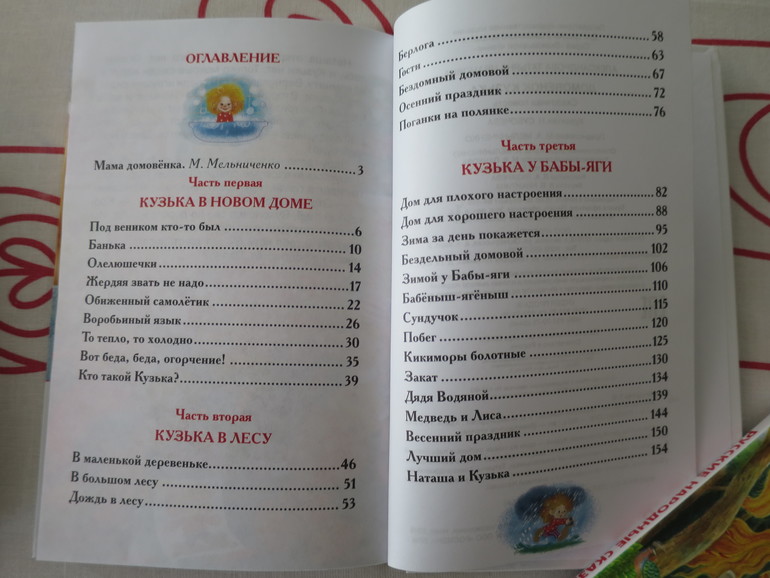 ОГЛАВЛЕНИЕ
Мама домовёнка. М. Мельниченко ........ 3
Часть первая
КУЗЬКА В НОВОМ ДОМЕ
Под веником кто-то был ........ 6
Банька ........ 10
Олелюшечки ........ 14
Жердяя звать не надо ........ 17
Обиженный самолётик ........ 22
Воробьиный язык ........ 26
То тепло, то холодно ........ 30
Вот беда, беда, огорчение! ........ 35
Кто такой Кузька? ........ 39
Часть вторая
КУЗЬКА В ЛЕСУ
В маленькой деревеньке ........ 46
В большом лесу ........ 51
Дождь в лесу ........ 53
Берлога ........ 58
Гости ........ 63
Бездомный домовой ........ 67
Осенний праздник ........ 72
Поганки на полянке ........ 76
Часть третья
КУЗЬКА У БАБЫ-ЯГИ
Дом для плохого настроения ........ 82
Дом для хорошего настроения ........ 88
Зима за день покажется ........ 95
Бездельный домовой ........ 102
Зимой у Бабы-яги ........ 106
Бабёныш-ягёныш ........ 110
Сундучок ........ 115
Побег ........ 120
Кикиморы болотные ........ 125
Закат ........ 130
Дядя Водяной ........ 134
Медведь и Лиса ........ 139
Весенний праздник ........ 144
Лучший дом ........ 150
Наташа и Кузька ........ 154
РУССКИЕ НАРОДНЫЕ СКАЗ